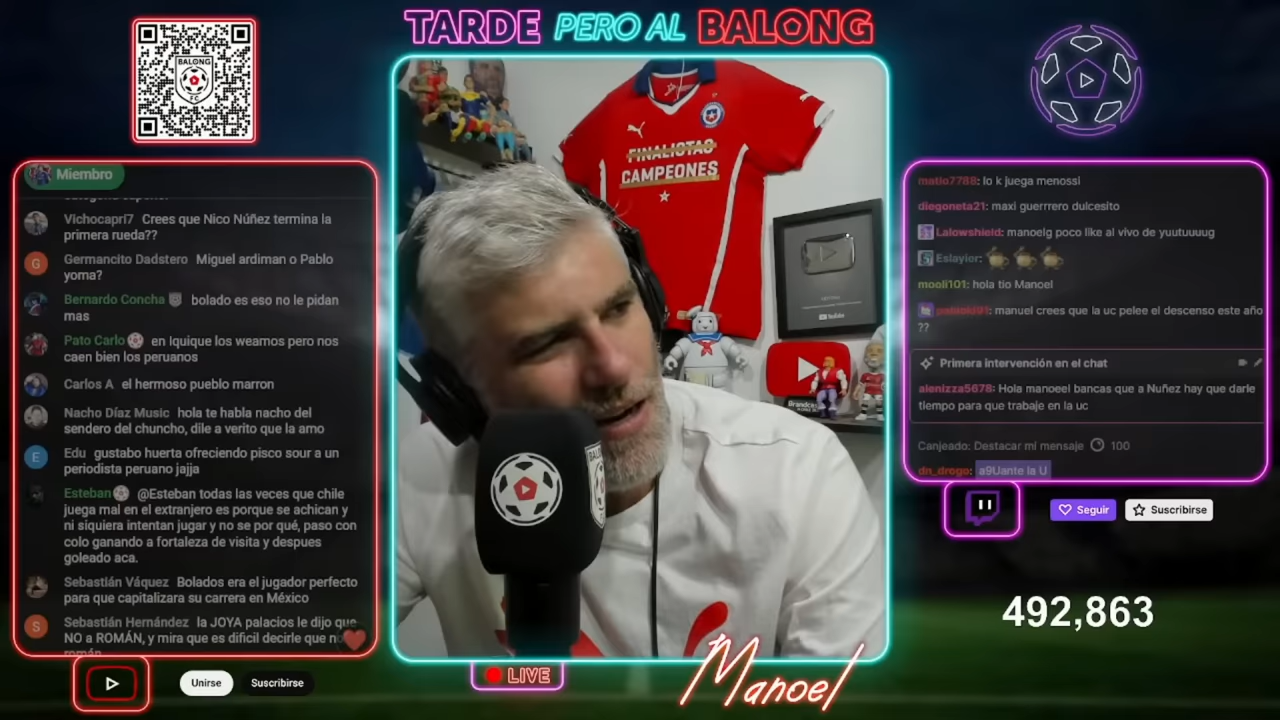 TARDE PERO AL BALONG
BALONG
FC
Miembro
Vichocapri7 Crees que Nico Núñez termina la
primera rueda??
Germancito Dadstero Miguel ardiman o Pablo
yoma?
Bernardo Concha bolado es eso no le pidan
mas
Pato Carlo en Iquique los weamos pero nos
caen bien los peruanos
Carlos A el hermoso pueblo marron
Nacho Díaz Music hola te habla nacho del
sendero del chuncho, dile a verito que la amo
Edu gustabo huerta ofreciendo pisco sour a un
periodista peruano jajja
Esteban @Esteban todas las veces que chile
juega mal en el extranjero es porque se achican y
ni siquiera intentan jugar y no se por qué, paso con
colo ganando a fortaleza de visita y despues
goleado aca.
Sebastián Váquez Bolados era el jugador perfecto
para que capitalizara su carrera en México
Sebastián Hernández la JOYA palacios le dijo que
NO a ROMÁN, y mira que es dificil decirle que n
román
Unirse
Suscribirse
FINALISTAS
CAMPEONES
YouTube
LIVE
Manoel
matio7788: lo k juega menossi
diegoneta21: maxi guerrrero dulcesito
Lalowshield: manoelg poco like al vivo de yuutuuuug
Eslayior:
mooli101: hola tio Manoel
manuel crees que la uc pelee el descenso este año
??
Primera intervención en el chat
alenizza5678: Hola manoeel bancas que a Nuñez hay que darle
tiempo para que trabaje en la uc
Canjeado: Destacar mi mensaje 100
dn_drogo: a9Uante la U
Seguir
Suscribirse
492,863